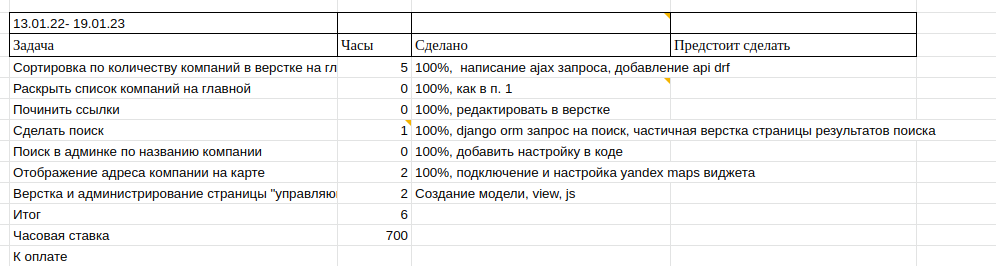 13.01.22- 19.01.23
Задача Часы Сделано Предстоит сделать
Сортировка по количеству компаний в верстке на гл 5 100%, написание ajax запроса, добавление api drf
Раскрыть список компаний на главной 0 100%, как в п. 1
Починить ссылки 0 100%, редактировать в верстке
Сделать поиск 1 100%, django orm запрос на поиск, частичная верстка страницы результатов поиска
Поиск в админке по названию компании 0 100%, добавить настройку в коде
Отображение адреса компании на карте 2 100%, подключение и настройка yandex maps виджета
Верстка и администрирование страницы "управляю 2 Создание модели, view, js
Итог 6
Часовая ставка 700
К оплате